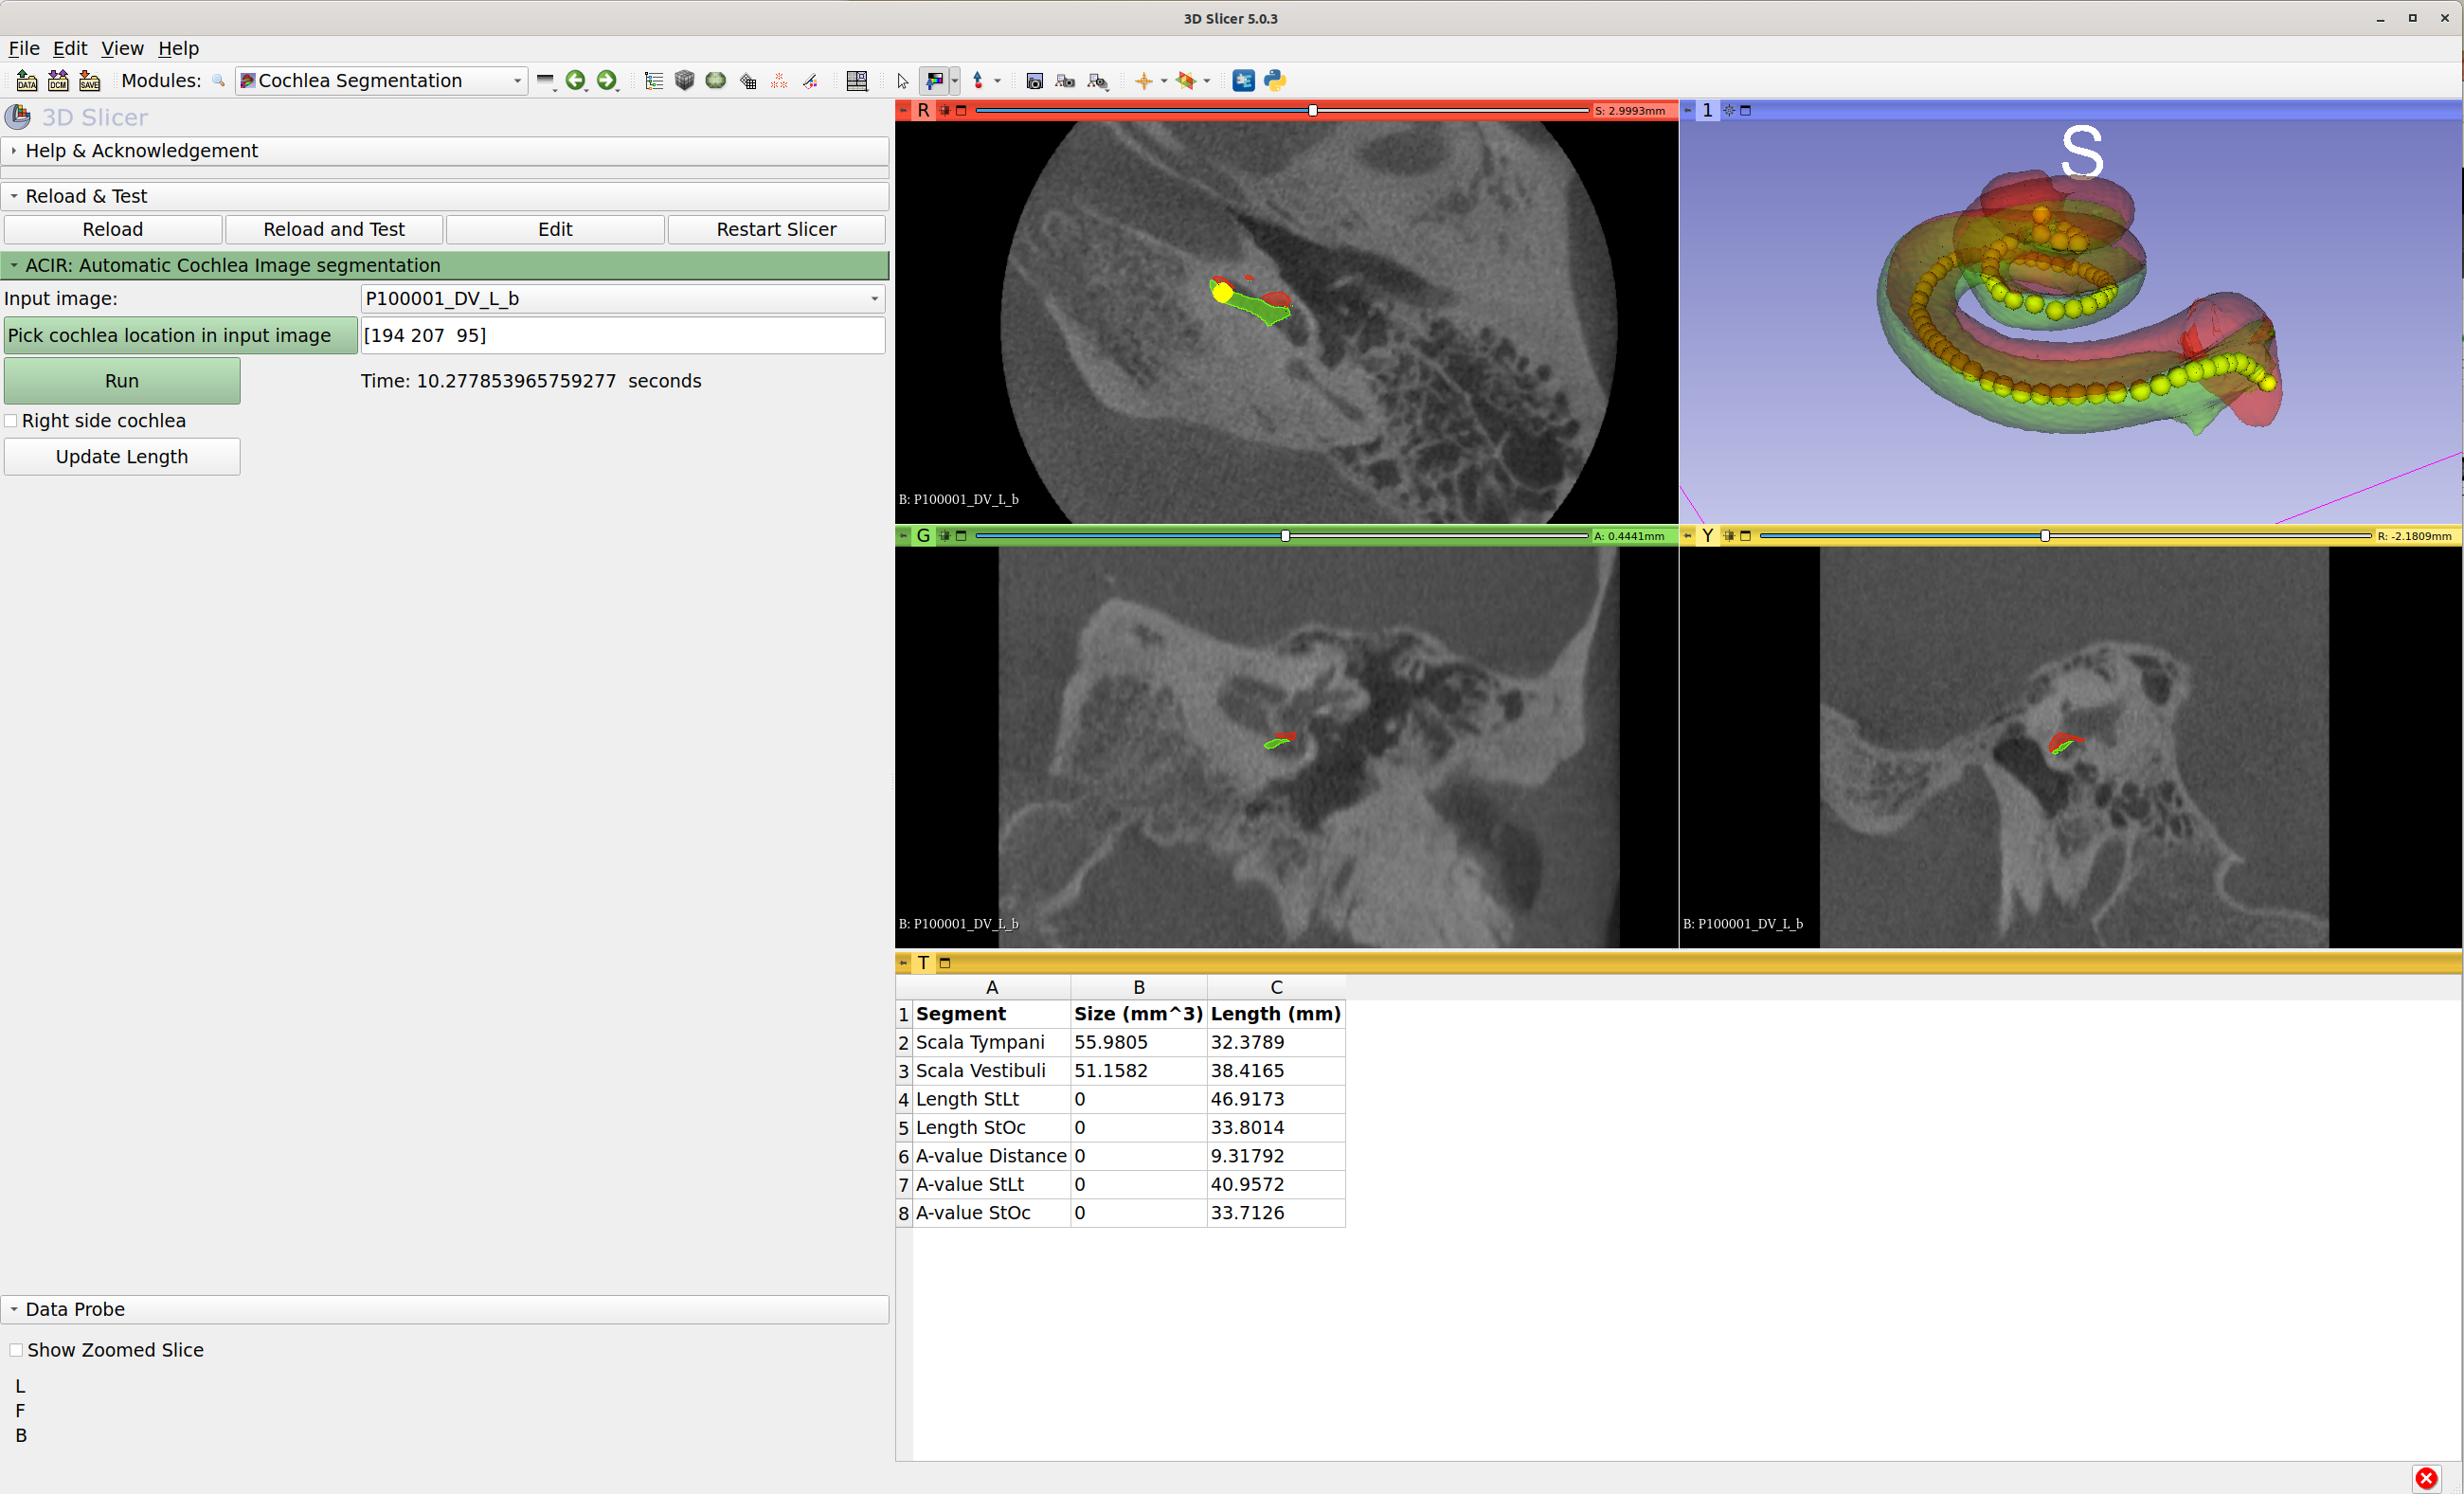 3D Slicer 5.0.3
File Edit View Help
DATA DCM SAVE Modules: Cochlea Segmentation
3D Slicer
Help & Acknowledgement
Reload & Test
Reload Reload and Test Edit Restart Slicer
ACIR: Automatic Cochlea Image segmentation
Input image: P100001_DV_L_b
Pick cochlea location in input image [194 207 95]
Run Time: 10.277853965759277 seconds
Right side cochlea
Update Length
R S: 2.9993mm
B: P100001_DV_L_b
1
S
G A: 0.4441mm
B: P100001_DV_L_b
Y R: -2.1809mm
B: P100001_DV_L_b
T
A B C
1 Segment Size (mm^3) Length (mm)
2 Scala Tympani 55.9805 32.3789
3 Scala Vestibuli 51.1582 38.4165
4 Length StLt 0 46.9173
5 Length StOc 0 33.8014
6 A-value Distance 0 9.31792
7 A-value StLt 0 40.9572
8 A-value StOc 0 33.7126
Data Probe
Show Zoomed Slice
L
F
B